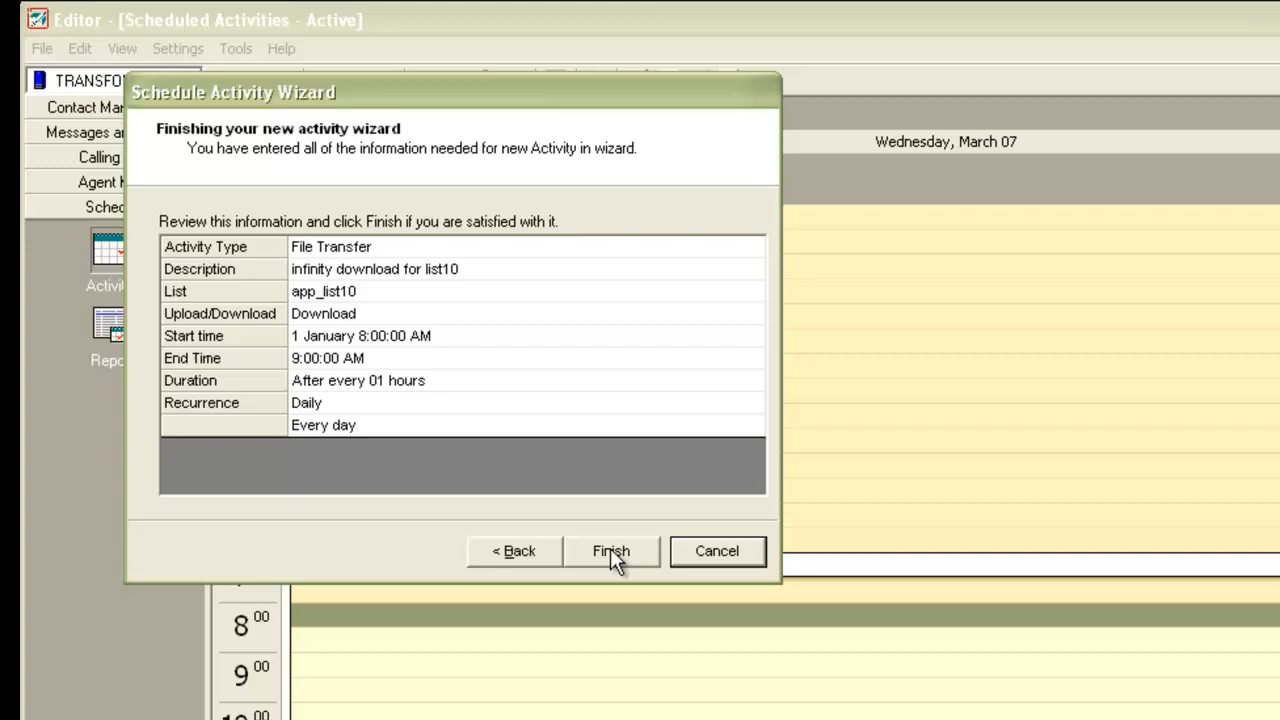 Editor - [Scheduled Activities - Active]
File Edit View Settings Tools Help
TRANSFO
Schedule Activity Wizard
Contact Mar
Finishing your new activity wizard
Messages a
You have entered all of the information needed for new Activity in wizard.
Wednesday, March 07
Calling
Agent
Sched
Review this information and click Finish if you are satisfied with it.
Activity Type File Transfer
Description infinity download for list10
Activi
List app_list10
Upload/Download Download
Start time 1 January 8:00:00 AM
End Time 9:00:00 AM
Repo
Duration After every 01 hours
Recurrence Daily
Every day
< Back Finish Cancel
8 00
9 00
10 00